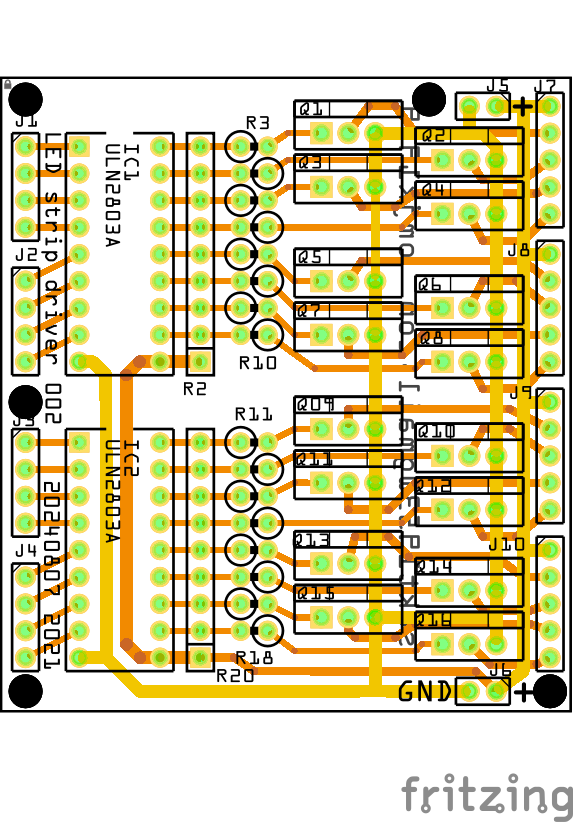 J1
LED strip driver 002
J2
J3
20240807 2021
J4
IC1
ULN2803A
IC2
ULN2803A
R3
R10
R2
R11
R18
R20
Q1
Q2
Q3
Q4
Q5
Q6
Q7
Q8
Q09
Q10
Q11
Q12
Q13
Q14
Q15
Q16
J5
+
J7
J8
J9
J10
J6
GND
+
fritzing